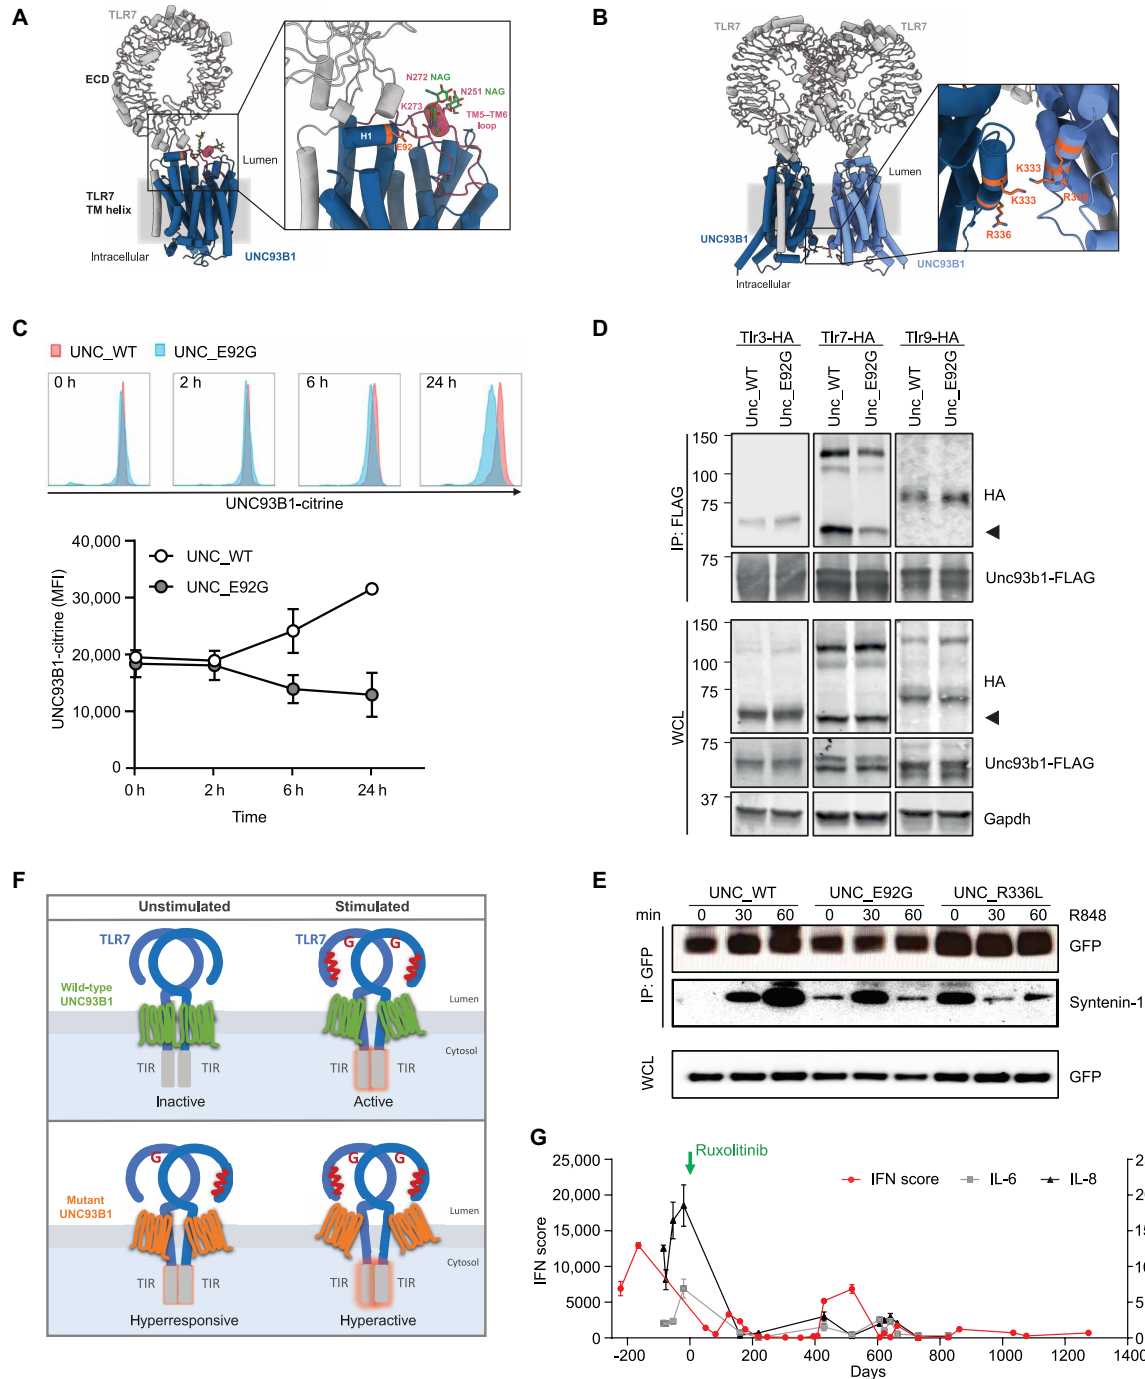 A
TLR7
ECD
Lumen
TLR7
TM helix
Intracellular
UNC93B1
N272 NAG
N251 NAG
K273
TM5–TM6
loop
H1
E92
B
TLR7
TLR7
Lumen
UNC93B1
UNC93B1
Intracellular
K333
K333
R336
R336
C
UNC_WT
UNC_E92G
0 h
2 h
6 h
24 h
UNC93B1-citrine
40,000
30,000
20,000
10,000
0
UNC93B1-citrine (MFI)
UNC_WT
UNC_E92G
0 h
2 h
6 h
24 h
Time
D
Tlr3-HA
Tlr7-HA
Tlr9-HA
Unc_WT
Unc_E92G
Unc_WT
Unc_E92G
Unc_WT
Unc_E92G
IP: FLAG
150
100
75
HA
75
Unc93b1-FLAG
WCL
150
100
75
HA
75
Unc93b1-FLAG
37
Gapdh
E
UNC_WT
UNC_E92G
UNC_R336L
min
0
30
60
0
30
60
0
30
60
R848
IP: GFP
GFP
Syntenin-1
WCL
GFP
F
Unstimulated
Stimulated
TLR7
G
G
Wild-type
UNC93B1
Lumen
Lumen
Cytosol
Cytosol
TIR
TIR
TIR
TIR
Inactive
Active
G
G
G
Mutant
UNC93B1
Lumen
Lumen
Cytosol
Cytosol
TIR
TIR
TIR
TIR
Hyperresponsive
Hyperactive
G
Ruxolitinib
25,000
20,000
15,000
10,000
5000
0
IFN score
IFN score
IL-6
IL-8
-200
0
200
400
600
800
1000
1200
1400
Days
0